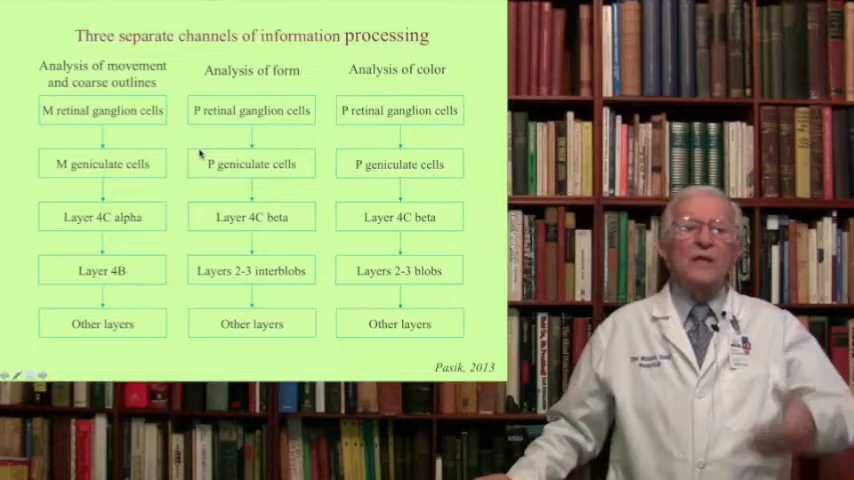 Three separate channels of information processing
Analysis of movement
and coarse outlines
Analysis of form
Analysis of color
M retinal ganglion cells
P retinal ganglion cells
P retinal ganglion cells
M geniculate cells
P geniculate cells
P geniculate cells
Layer 4C alpha
Layer 4C beta
Layer 4C beta
Layer 4B
Layers 2-3 interblobs
Layers 2-3 blobs
Other layers
Other layers
Other layers
Pasik, 2013